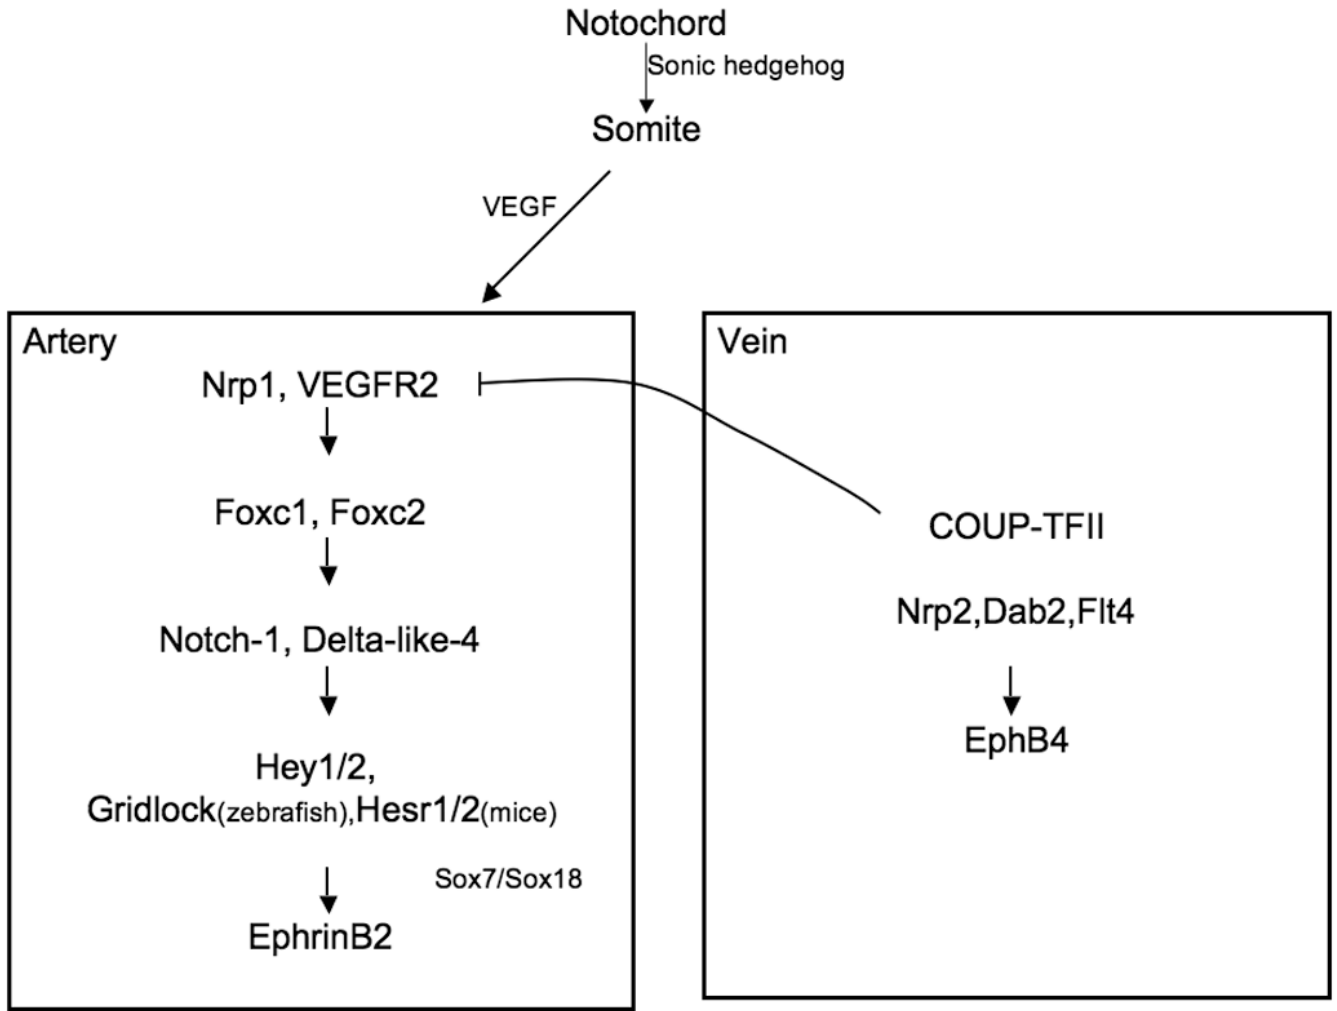 Notochord
Sonic hedgehog
Somite
VEGF
Artery
Nrp1, VEGFR2
Foxc1, Foxc2
Notch-1, Delta-like-4
Hey1/2,
Gridlock(zebrafish),Hesr1/2(mice)
Sox7/Sox18
EphrinB2
Vein
COUP-TFII
Nrp2,Dab2,Flt4
EphB4